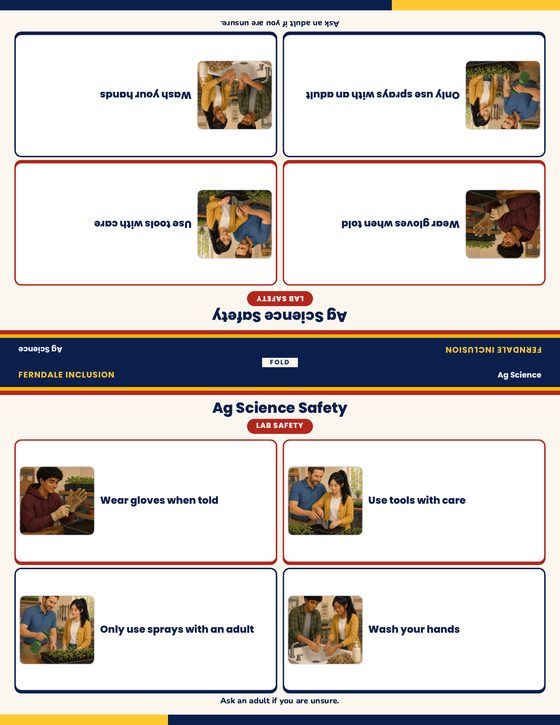 Ask an adult if you are unsure.
Wash your hands
Only use sprays with an adult
Use tools with care
Wear gloves when told
LAB SAFETY
Ag Science Safety
Ag Science
FERNDALE INCLUSION
FOLD
FERNDALE INCLUSION
Ag Science
Ag Science Safety
LAB SAFETY
Wear gloves when told
Use tools with care
Only use sprays with an adult
Wash your hands
Ask an adult if you are unsure.